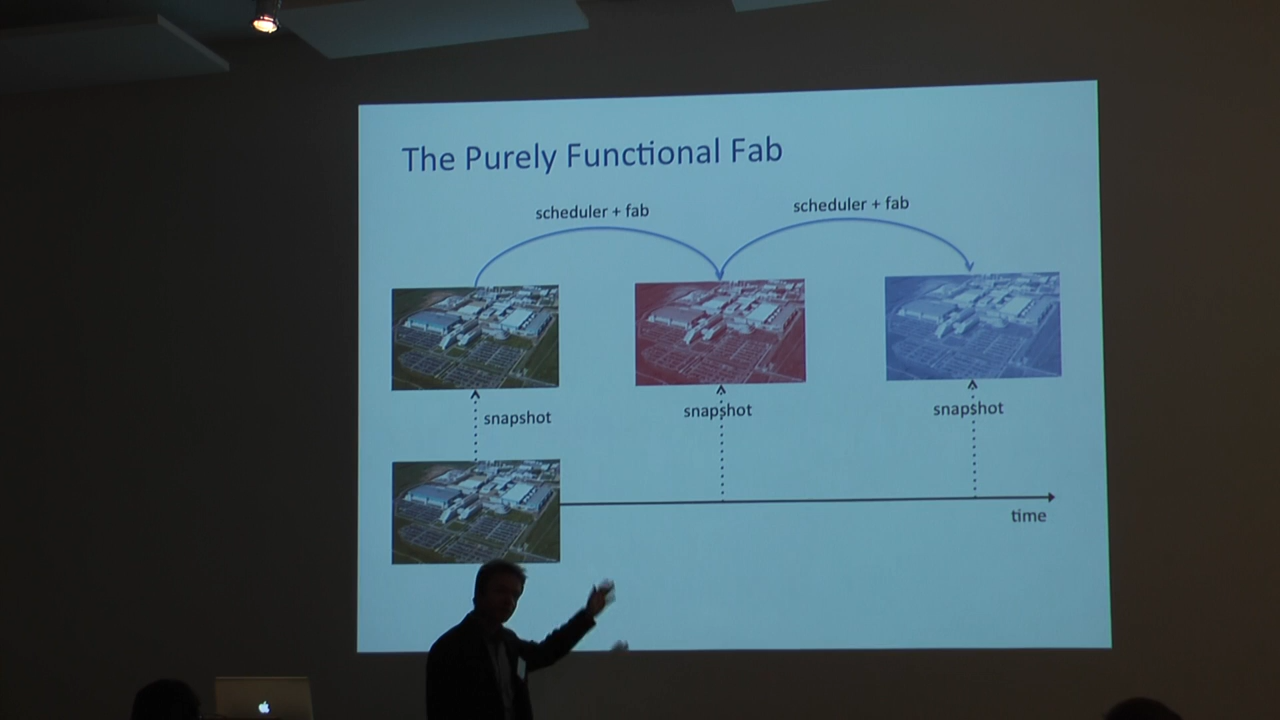 The Purely Functional Fab
scheduler + fab
scheduler + fab
snapshot
snapshot
snapshot
time